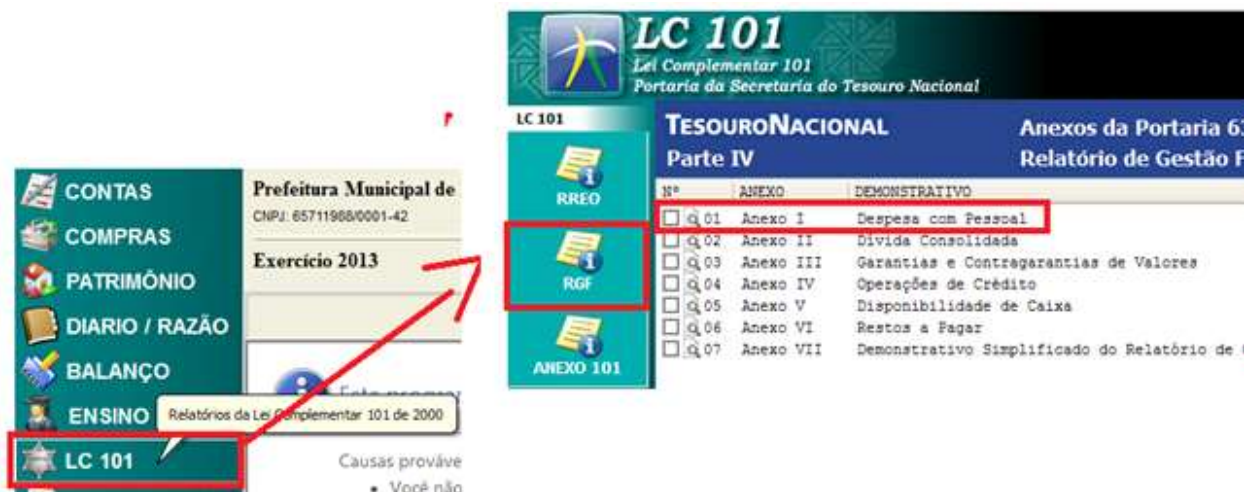 CONTAS
COMPRAS
PATRIMÔNIO
DIARIO / RAZÃO
BALANÇO
ENSINO
LC 101
Prefeitura Municipal de
CNPJ: 65711988/0001-42
Exercício 2013
Este
Relatórios da Lei Complementar 101 de 2000
Causas prováve
• Você não
LC 101
Lei Complementar 101
Portaria da Secretaria do Tesouro Nacional
LC 101
RREO
RGF
ANEXO 101
TESOURONACIONAL
Anexos da Portaria 63
Parte IV
Relatório de Gestão F
Nº ANEXO DEMONSTRATIVO
01 Anexo I Despesa com Pessoal
02 Anexo II Dívida Consolidada
03 Anexo III Garantias e Contragarantias de Valores
04 Anexo IV Operações de Crédito
05 Anexo V Disponibilidade de Caixa
06 Anexo VI Restos a Pagar
07 Anexo VII Demonstrativo Simplificado do Relatório de